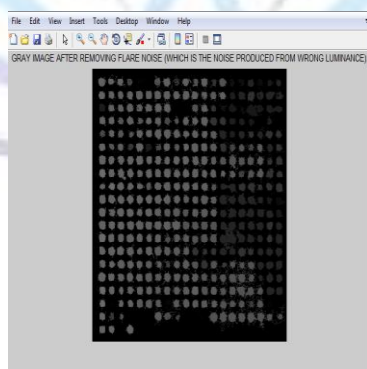 File Edit View Insert Tools Desktop Window Help
GRAY IMAGE AFTER REMOVING FLARE NOISE (WHICH IS THE NOISE PRODUCED FROM WRONG LUMINANCE)